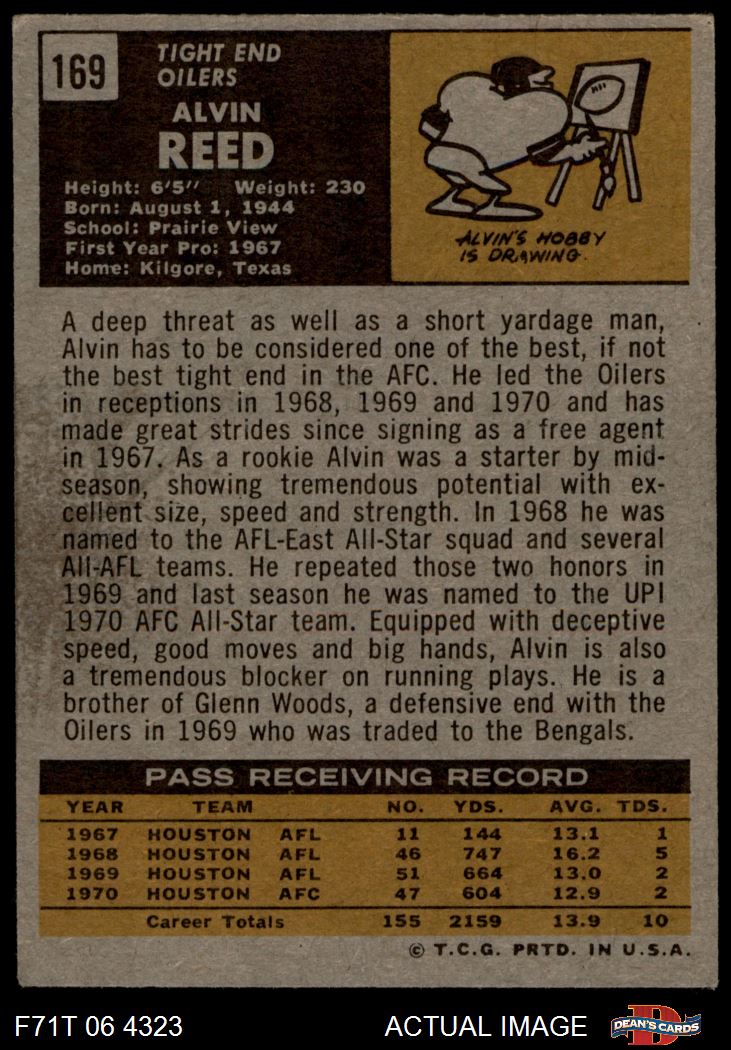 169
TIGHT END
OILERS
ALVIN
REED
Height: 6'5" Weight: 230
Born: August 1, 1944
School: Prairie View
First Year Pro: 1967
Home: Kilgore, Texas
ALVIN'S HOBBY
IS DRAWING.
A deep threat as well as a short yardage man,
Alvin has to be considered one of the best, if not
the best tight end in the AFC. He led the Oilers
in receptions in 1968, 1969 and 1970 and has
made great strides since signing as a free agent
in 1967. As a rookie Alvin was a starter by mid-
season, showing tremendous potential with ex-
cellent size, speed and strength. In 1968 he was
named to the AFL-East All-Star squad and several
All-AFL teams. He repeated those two honors in
1969 and last season he was named to the UPI
1970 AFC All-Star team. Equipped with deceptive
speed, good moves and big hands, Alvin is also
a tremendous blocker on running plays. He is a
brother of Glenn Woods, a defensive end with the
Oilers in 1969 who was traded to the Bengals.
PASS RECEIVING RECORD
YEAR TEAM NO. YDS. AVG. TDS.
1967 HOUSTON AFL 11 144 13.1 1
1968 HOUSTON AFL 46 747 16.2 5
1969 HOUSTON AFL 51 664 13.0 2
1970 HOUSTON AFC 47 604 12.9 2
Career Totals 155 2159 13.9 10
© T.C.G. PRTD. IN U.S.A.
F71T 06 4323 ACTUAL IMAGE DEAN'S CARDS